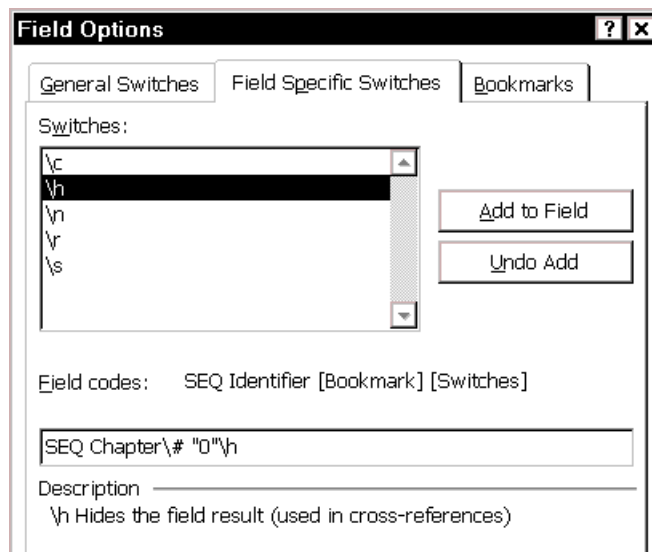 Field Options
General Switches Field Specific Switches Bookmarks
Switches:
\c
\h
\n
\r
\s
Add to Field
Undo Add
Field codes: SEQ Identifier [Bookmark] [Switches]
SEQ Chapter\# "0"\h
Description
\h Hides the field result (used in cross-references)